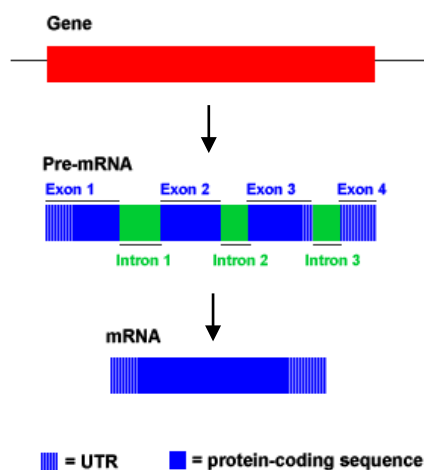 Gene
Pre-mRNA
Exon 1 Exon 2 Exon 3 Exon 4
Intron 1 Intron 2 Intron 3
mRNA
= UTR = protein-coding sequence